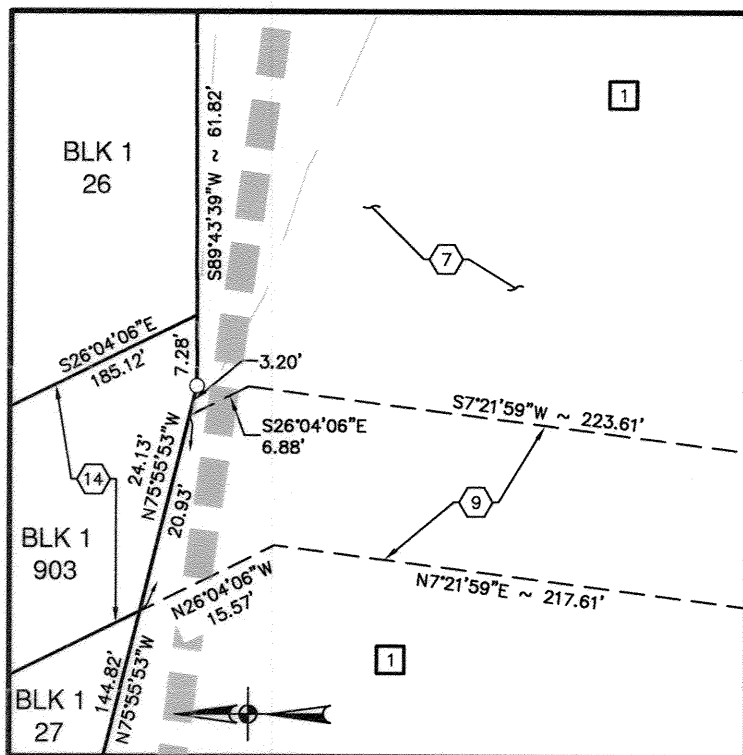 1
BLK 1
26
S89°43'39"W ~ 61.82'
7
S26°04'06"E
185.12'
7.28'
3.20'
S7°21'59"W ~ 223.61'
S26°04'06"E
6.88'
14
24.13'
N75°55'53"W
20.93'
9
BLK 1
903
N26°04'06"W
15.57'
N7°21'59"E ~ 217.61'
1
144.82'
N75°55'53"W
BLK 1
27